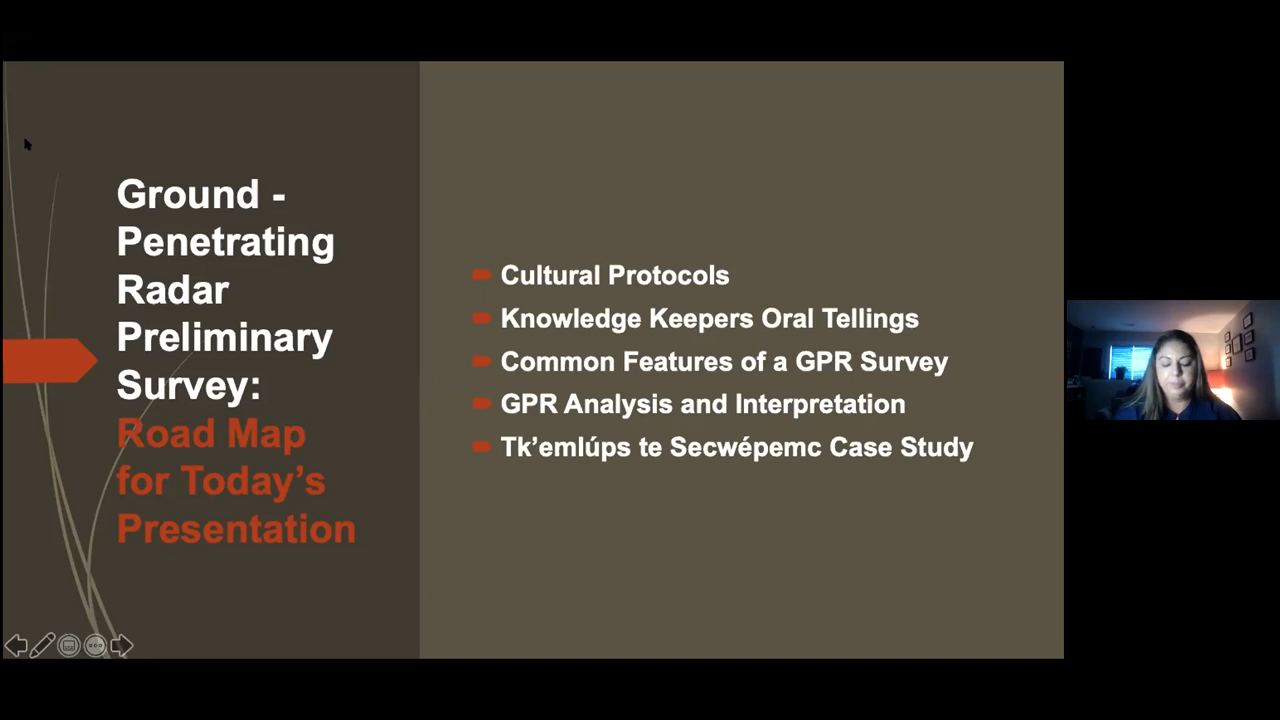 Ground -
Penetrating
Radar
Preliminary
Survey:
Road Map
for Today’s
Presentation
Cultural Protocols
Knowledge Keepers Oral Tellings
Common Features of a GPR Survey
GPR Analysis and Interpretation
Tk’emlúps te Secwépemc Case Study